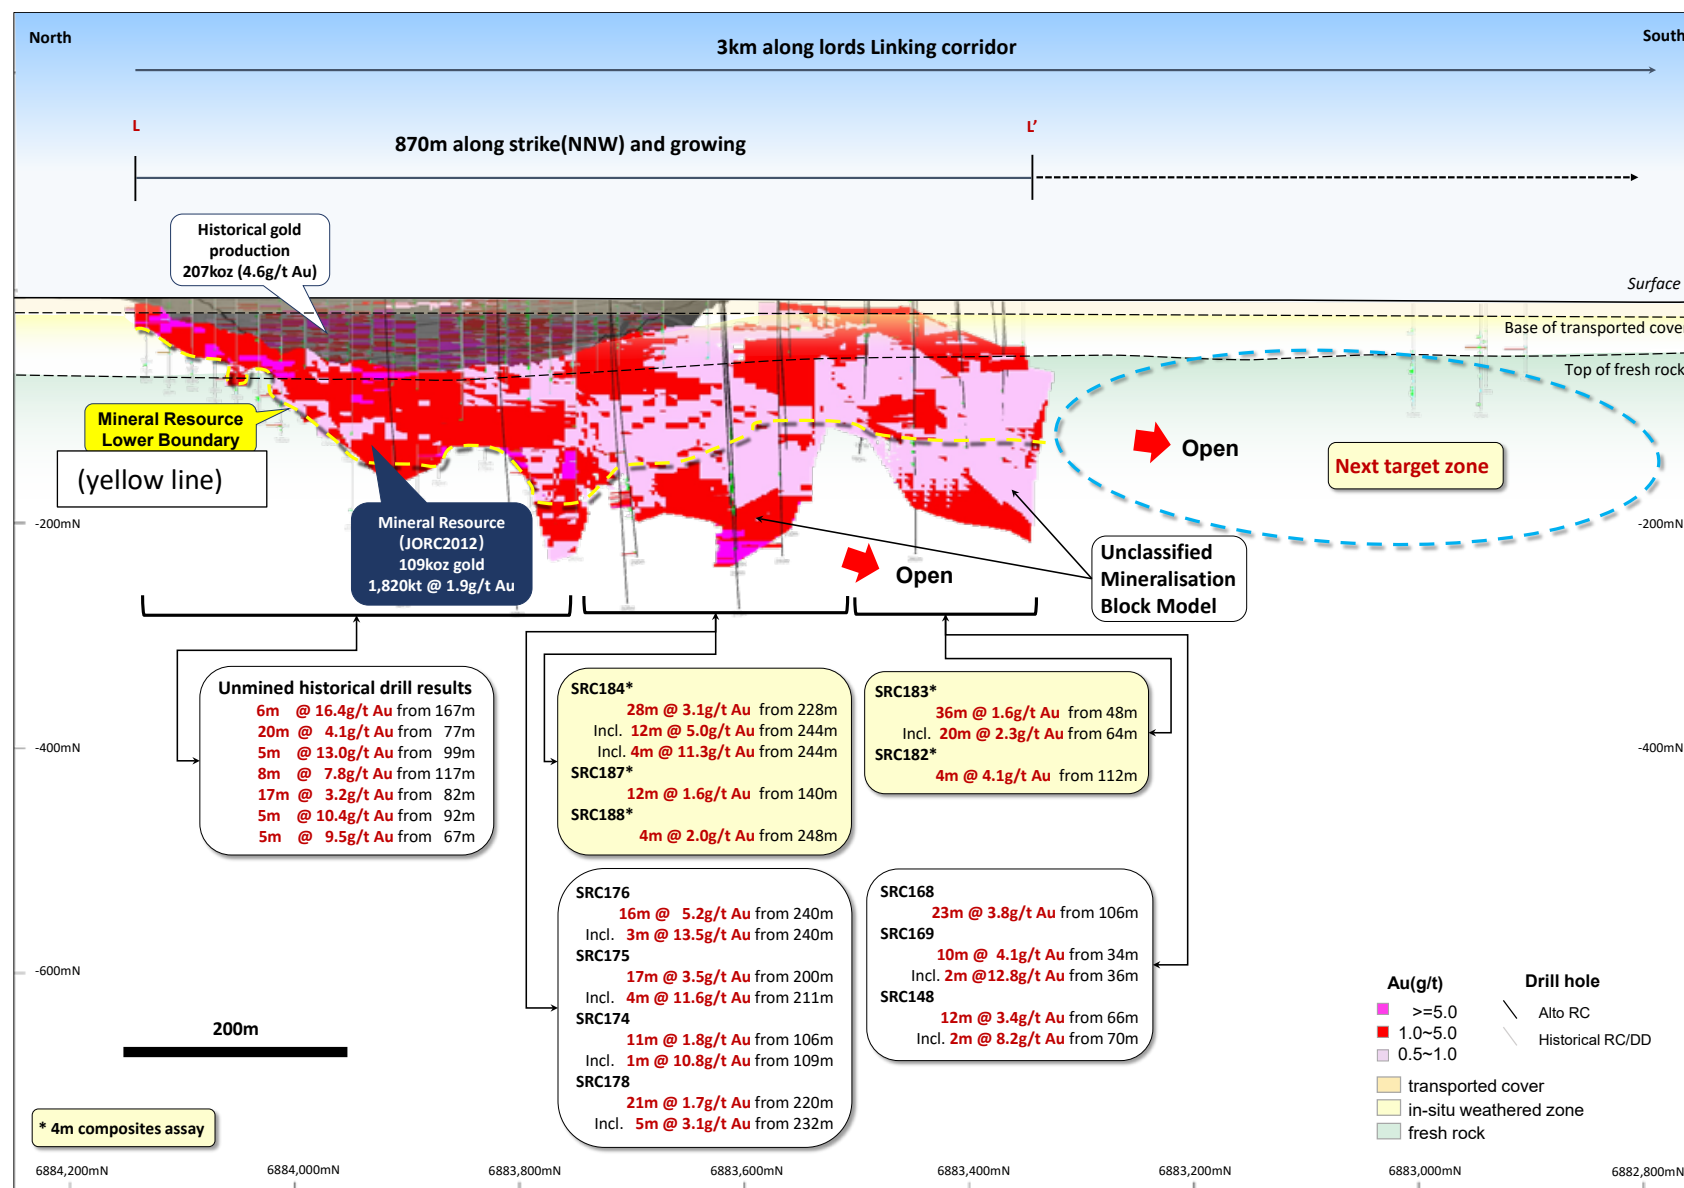 North
3km along lords Linking corridor
South
L
L'
870m along strike(NNW) and growing
Historical gold
production
207koz (4.6g/t Au)
Surface
Base of transported cover
Top of fresh rock
Mineral Resource
Lower Boundary
(yellow line)
Open
Next target zone
-200mN
-200mN
Mineral Resource
(JORC2012)
109koz gold
1,820kt @ 1.9g/t Au
Open
Unclassified
Mineralisation
Block Model
Unmined historical drill results
6m @ 16.4g/t Au from 167m
20m @ 4.1g/t Au from 77m
5m @ 13.0g/t Au from 99m
8m @ 7.8g/t Au from 117m
17m @ 3.2g/t Au from 82m
5m @ 10.4g/t Au from 92m
5m @ 9.5g/t Au from 67m
SRC184*
28m @ 3.1g/t Au from 228m
Incl. 12m @ 5.0g/t Au from 244m
Incl. 4m @ 11.3g/t Au from 244m
SRC187*
12m @ 1.6g/t Au from 140m
SRC188*
4m @ 2.0g/t Au from 248m
SRC183*
36m @ 1.6g/t Au from 48m
Incl. 20m @ 2.3g/t Au from 64m
SRC182*
4m @ 4.1g/t Au from 112m
-400mN
-400mN
SRC176
16m @ 5.2g/t Au from 240m
Incl. 3m @ 13.5g/t Au from 240m
SRC175
17m @ 3.5g/t Au from 200m
Incl. 4m @ 11.6g/t Au from 211m
SRC174
11m @ 1.8g/t Au from 106m
Incl. 1m @ 10.8g/t Au from 109m
SRC178
21m @ 1.7g/t Au from 220m
Incl. 5m @ 3.1g/t Au from 232m
SRC168
23m @ 3.8g/t Au from 106m
SRC169
10m @ 4.1g/t Au from 34m
Incl. 2m @12.8g/t Au from 36m
SRC148
12m @ 3.4g/t Au from 66m
Incl. 2m @ 8.2g/t Au from 70m
-600mN
200m
Au(g/t)
>=5.0
1.0~5.0
0.5~1.0
Drill hole
Alto RC
Historical RC/DD
transported cover
in-situ weathered zone
fresh rock
* 4m composites assay
6884,200mN
6884,000mN
6883,800mN
6883,600mN
6883,400mN
6883,200mN
6883,000mN
6882,800mN